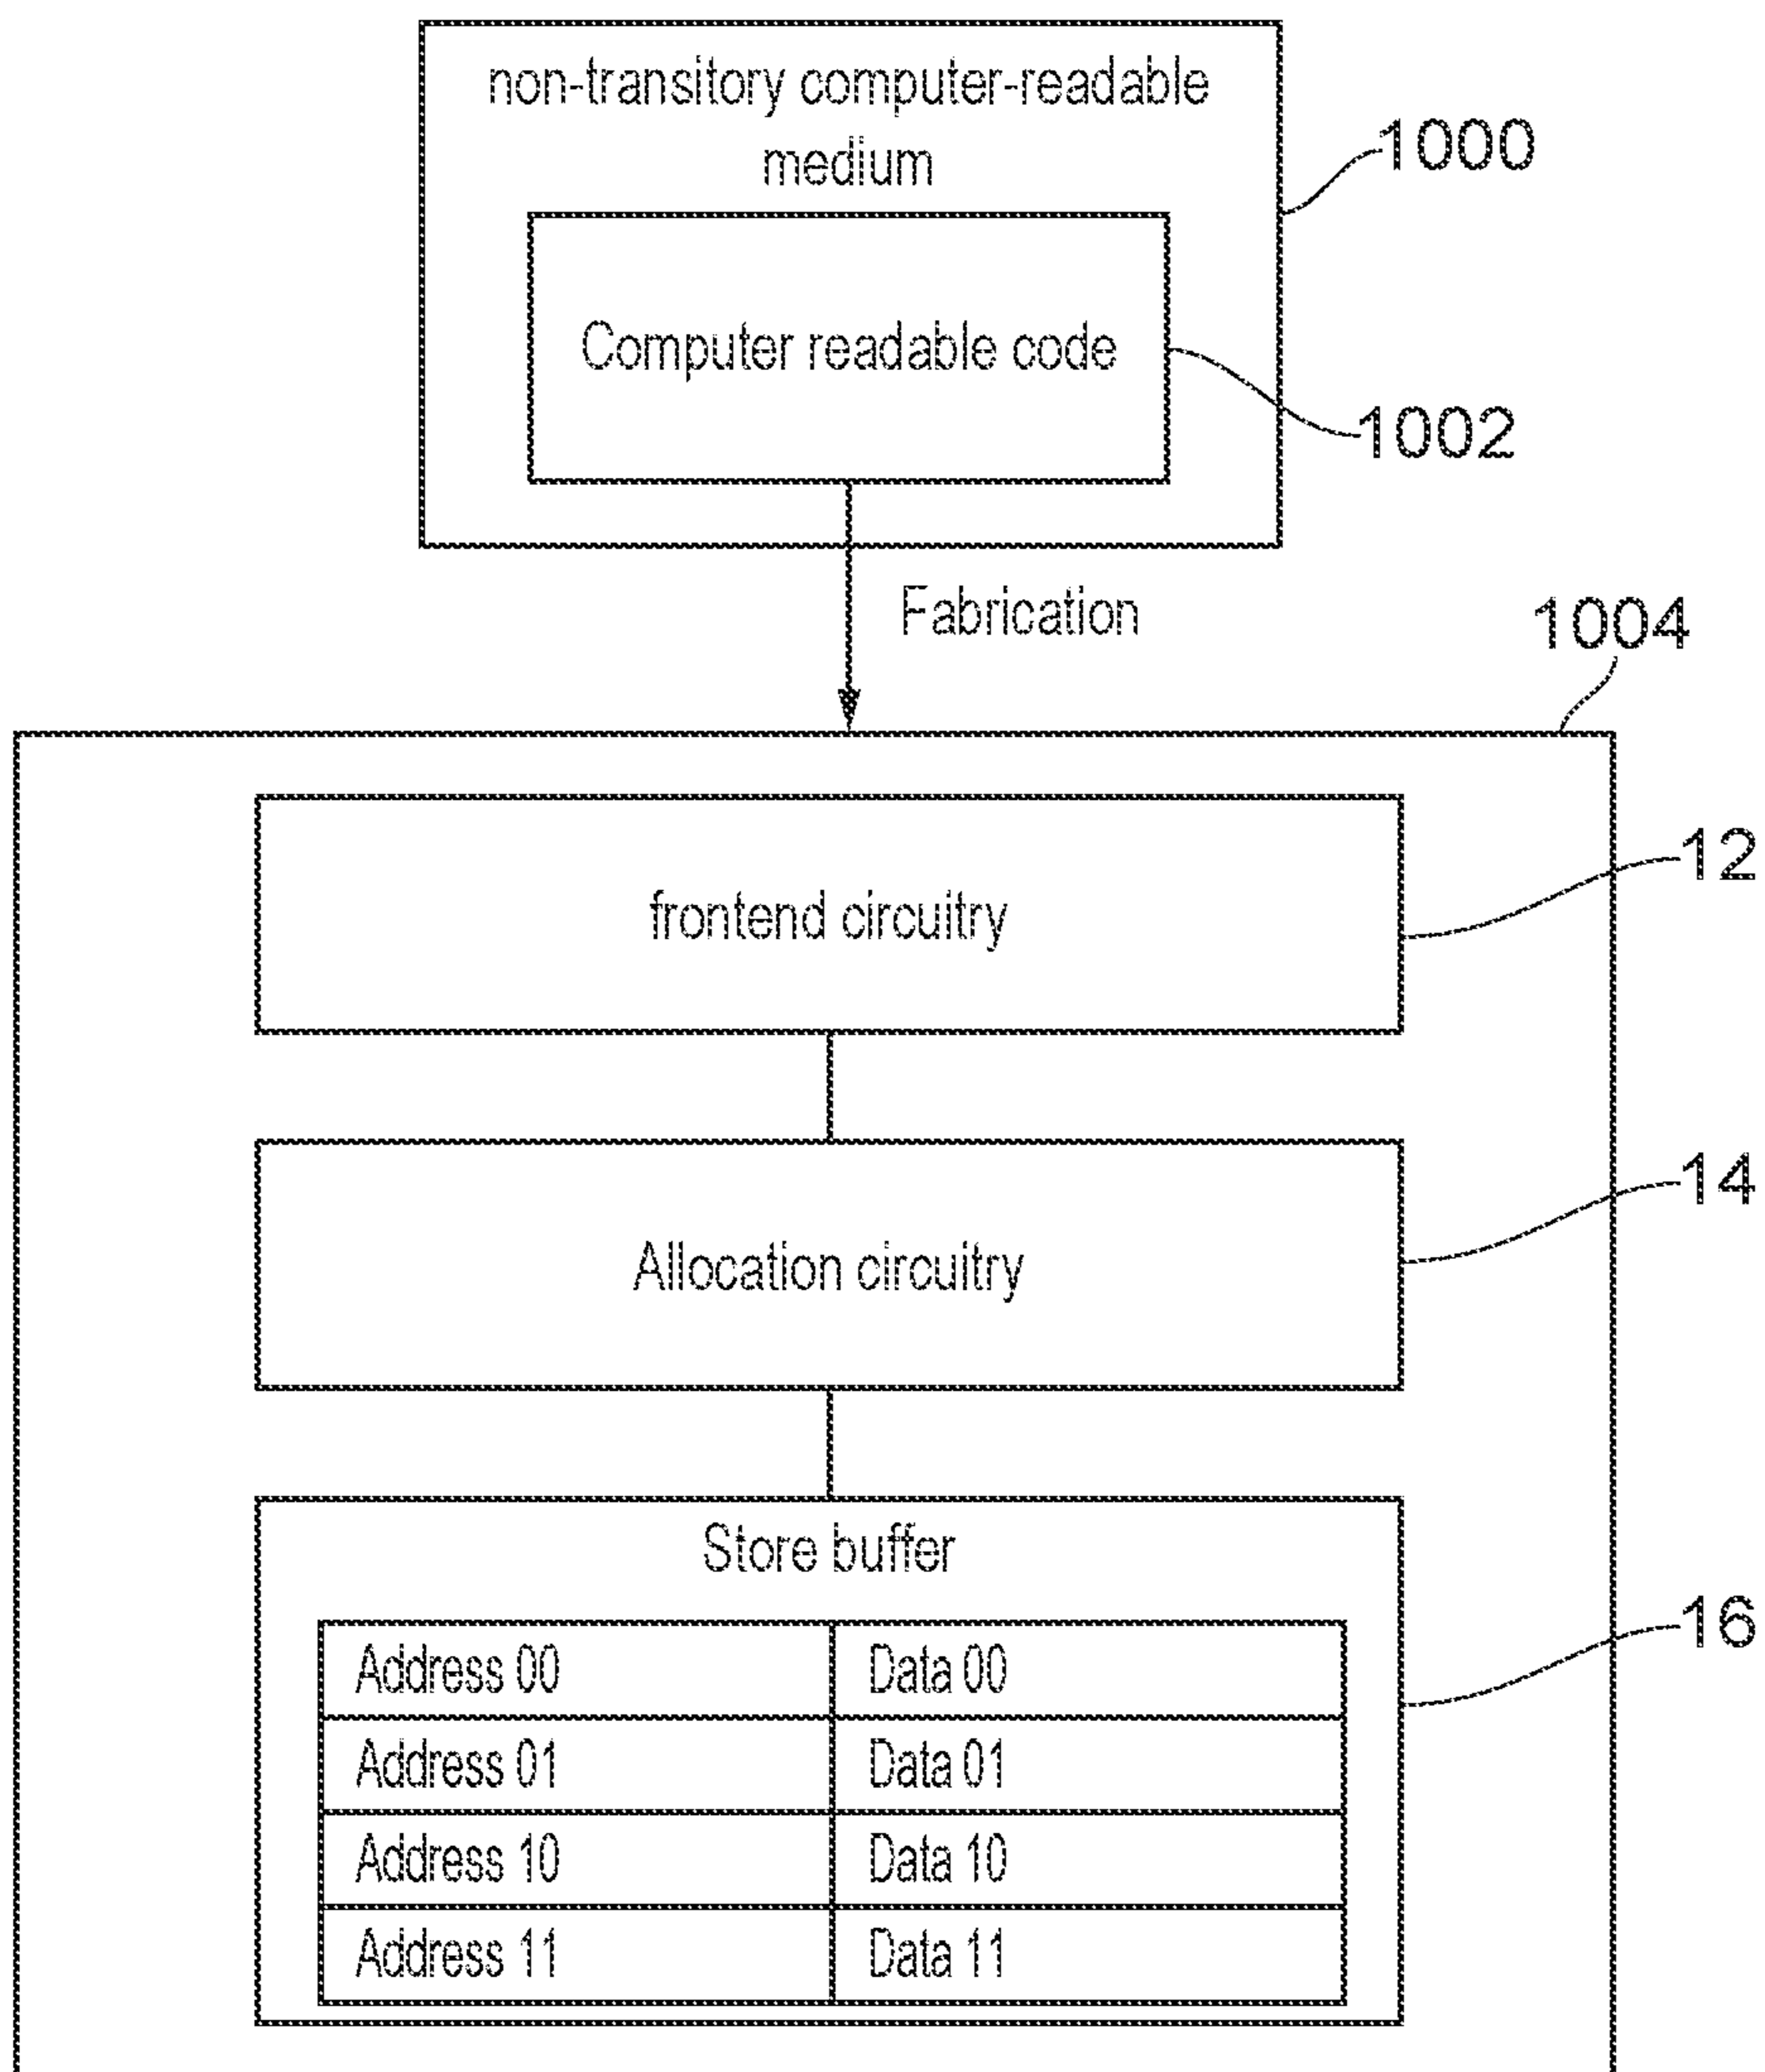 non-transitory computer-readable
medium
1000
Computer readable code
1002
Fabrication
1004
frontend circuitry
12
Allocation circuitry
14
Store buffer
16
Address 00 Data 00
Address 01 Data 01
Address 10 Data 10
Address 11 Data 11